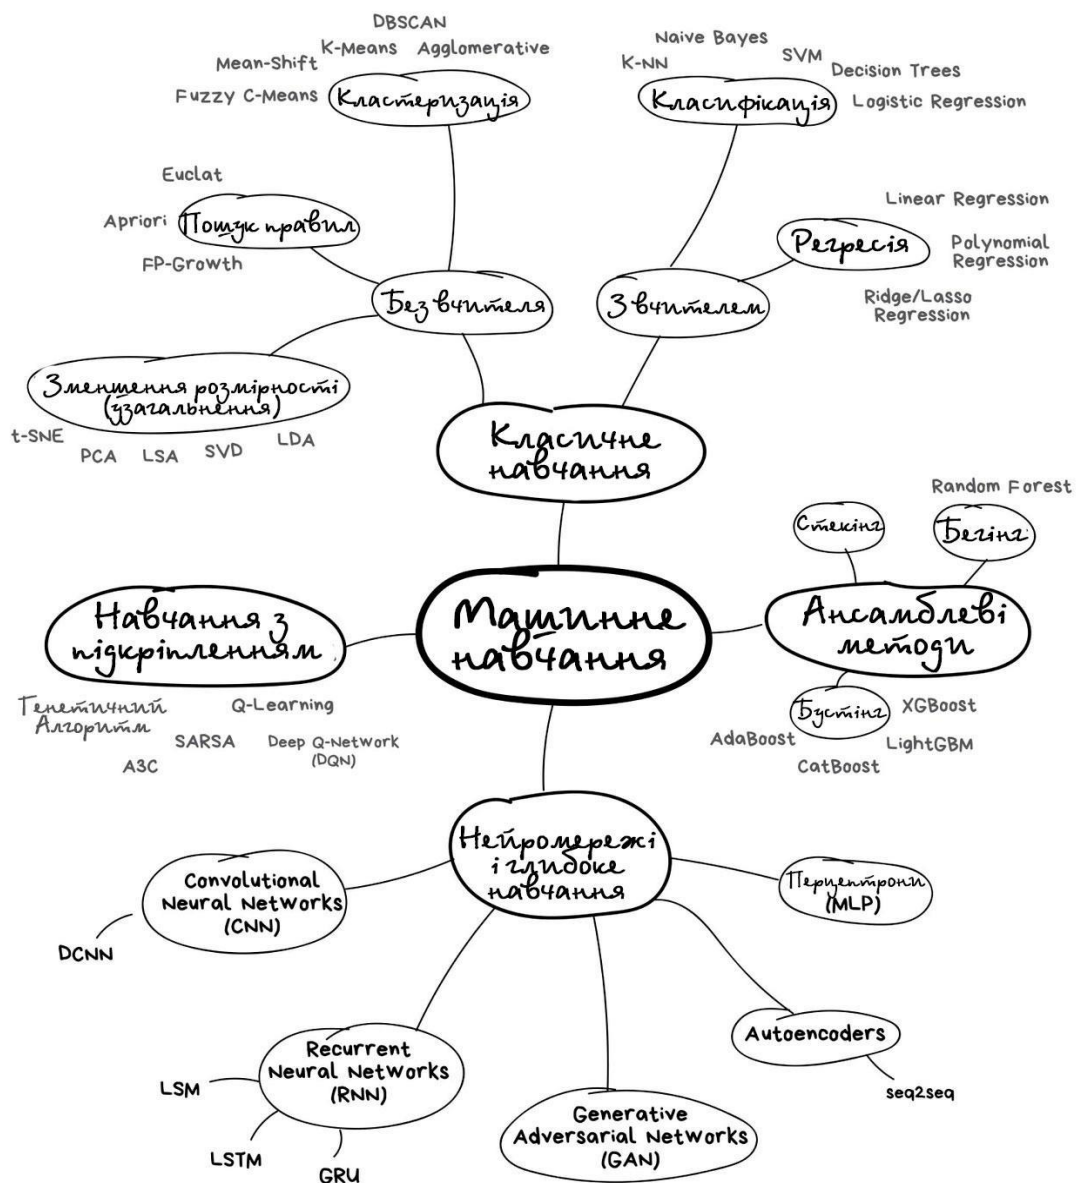 DBSCAN
K-Means
Agglomerative
Mean-Shift
Fuzzy C-Means
Кластеризація
Naive Bayes
K-NN
SVM
Decision Trees
Класифікація
Logistic Regression
Euclat
Apriori
Пошук правил
FP-Growth
Linear Regression
Регресія
Polynomial
Regression
Ridge/Lasso
Regression
Без вчителя
З вчителем
Зменшення розмірності
(узагальнення)
t-SNE
PCA
LSA
SVD
LDA
Класичне
навчання
Random Forest
Стекінг
Бегінг
Навчання з
підкріпленням
Машинне
навчання
Ансамблеві
методи
Генетичний
Алгоритм
Q-Learning
SARSA
Deep Q-Network
(DQN)
A3C
Бустінг
XGBoost
AdaBoost
LightGBM
CatBoost
Нейромережі
і глибоке
навчання
Convolutional
Neural Networks
(CNN)
DCNN
Перцептрони
(MLP)
Autoencoders
seq2seq
Recurrent
Neural Networks
(RNN)
LSM
LSTM
GRU
Generative
Adversarial Networks
(GAN)